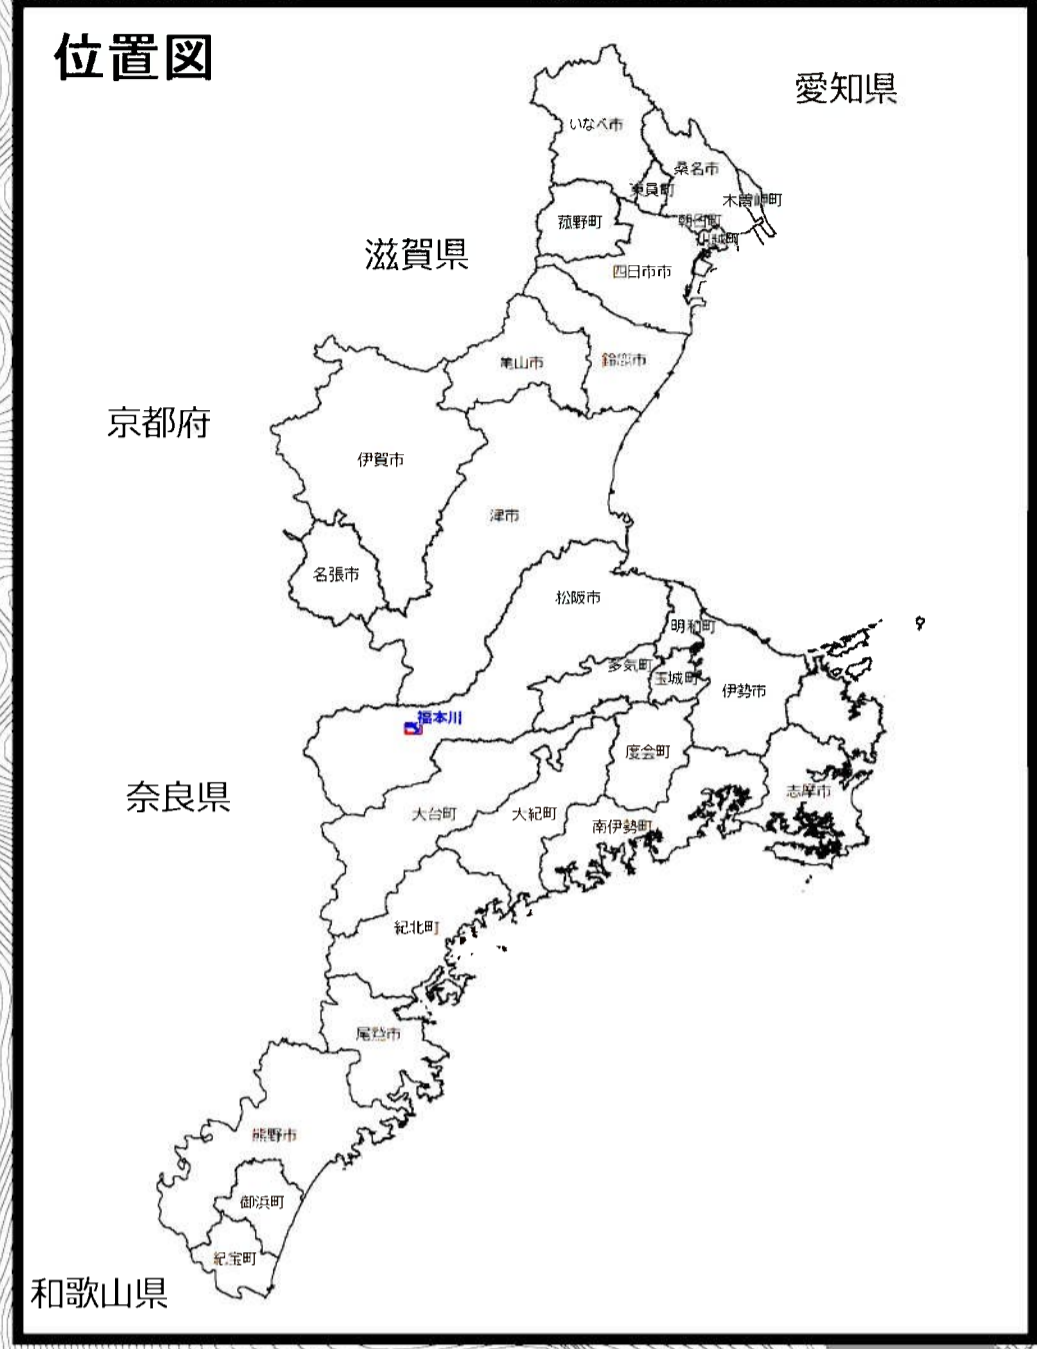 位置図
愛知県
いなべ市
桑名市
東員町
木曽岬町
菰野町
朝日町
川越町
滋賀県
四日市市
亀山市
鈴鹿市
京都府
伊賀市
津市
名張市
松阪市
明和町
多気町
玉城町
伊勢市
福本川
度会町
奈良県
志摩市
大台町
大紀町
南伊勢町
紀北町
尾鷲市
熊野市
御浜町
紀宝町
和歌山県